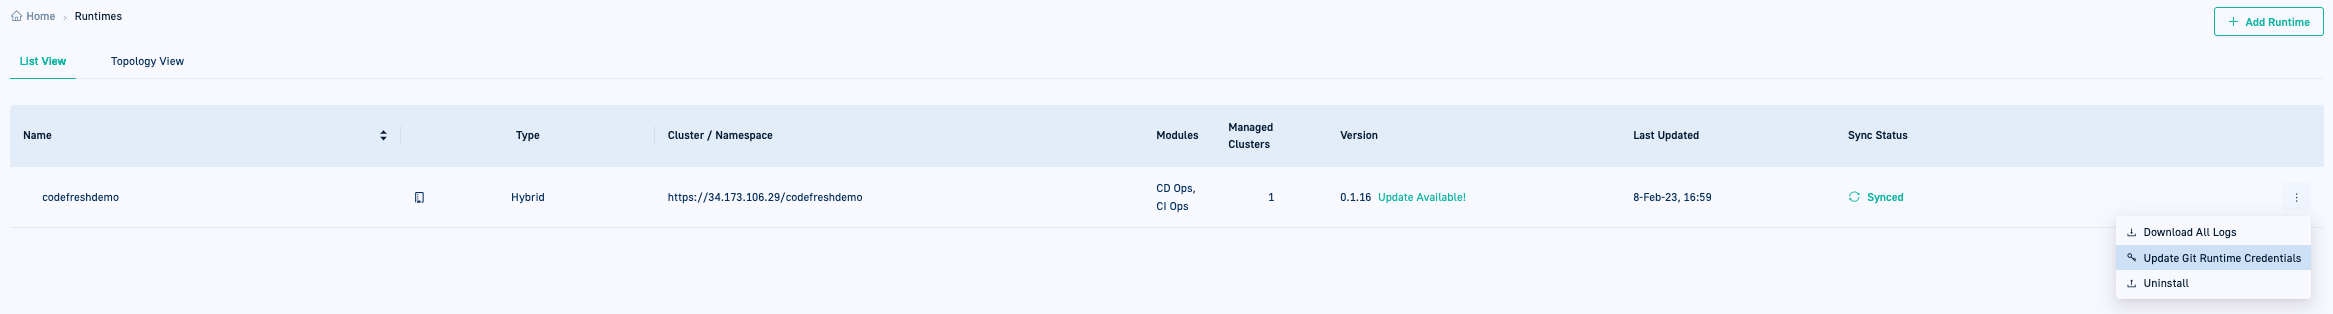 Home > Runtimes
+ Add Runtime
List View Topology View
Name Type Cluster / Namespace Modules Managed Clusters Version Last Updated Sync Status
codefreshdemo Hybrid https://34.173.106.29/codefreshdemo CD Ops, CI Ops 1 0.1.16 Update Available! 8-Feb-23, 16:59 Synced
Download All Logs
Update Git Runtime Credentials
Uninstall